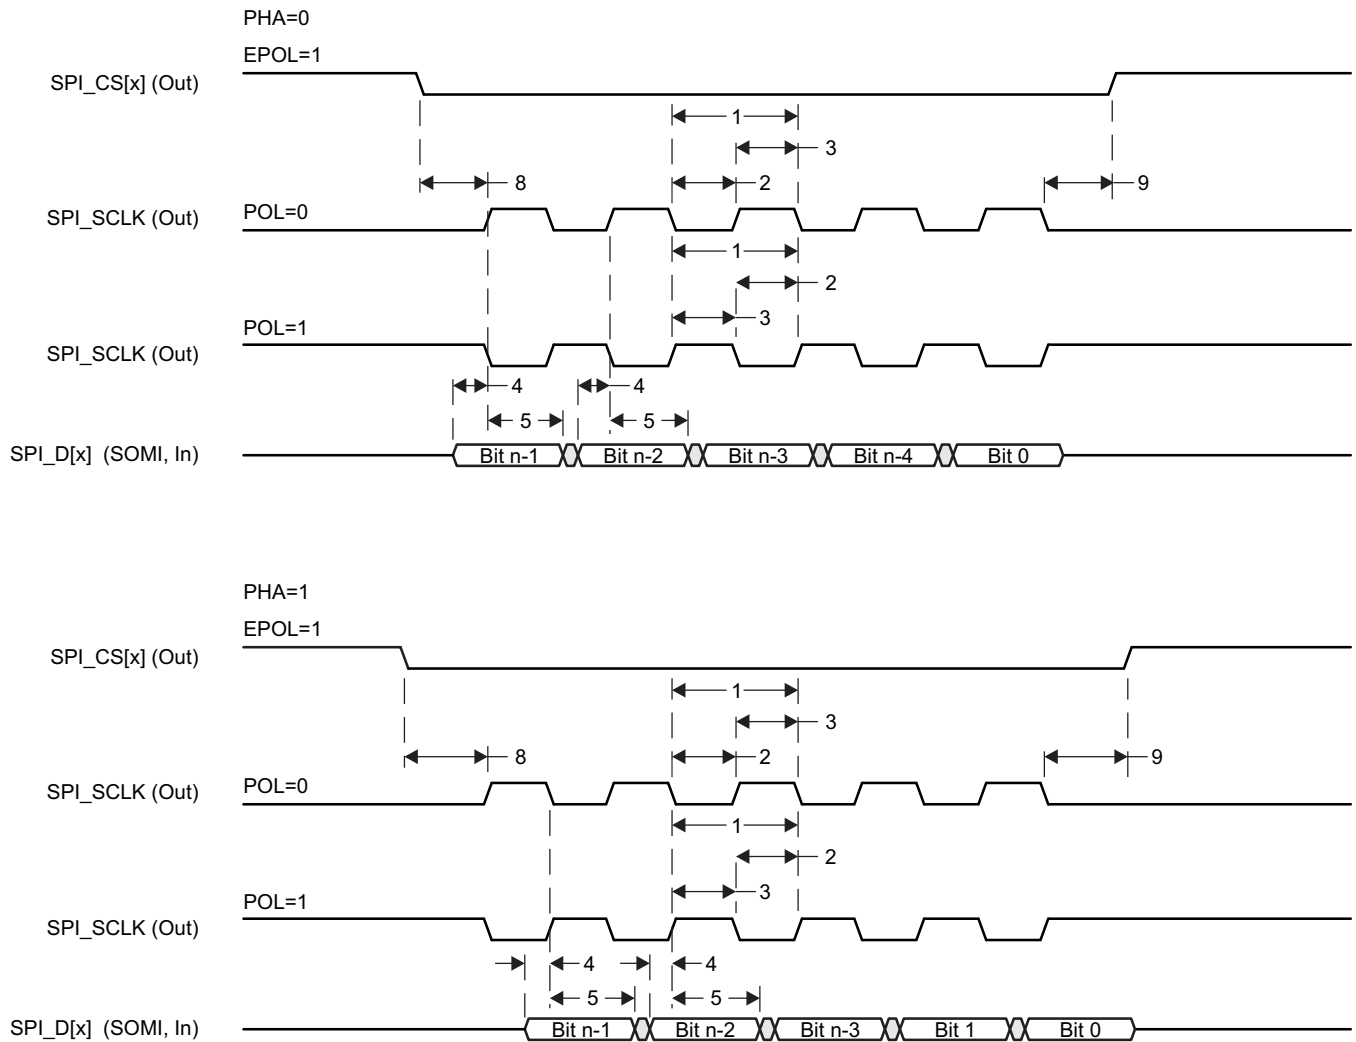 PHA=0
EPOL=1
SPI_CS[x] (Out)
1
3
8
2
9
POL=0
SPI_SCLK (Out)
1
2
3
POL=1
SPI_SCLK (Out)
4
4
5
5
SPI_D[x] (SOMI, In)
Bit n-1
Bit n-2
Bit n-3
Bit n-4
Bit 0
PHA=1
EPOL=1
SPI_CS[x] (Out)
1
3
8
2
9
POL=0
SPI_SCLK (Out)
1
2
3
POL=1
SPI_SCLK (Out)
4
4
5
5
SPI_D[x] (SOMI, In)
Bit n-1
Bit n-2
Bit n-3
Bit 1
Bit 0